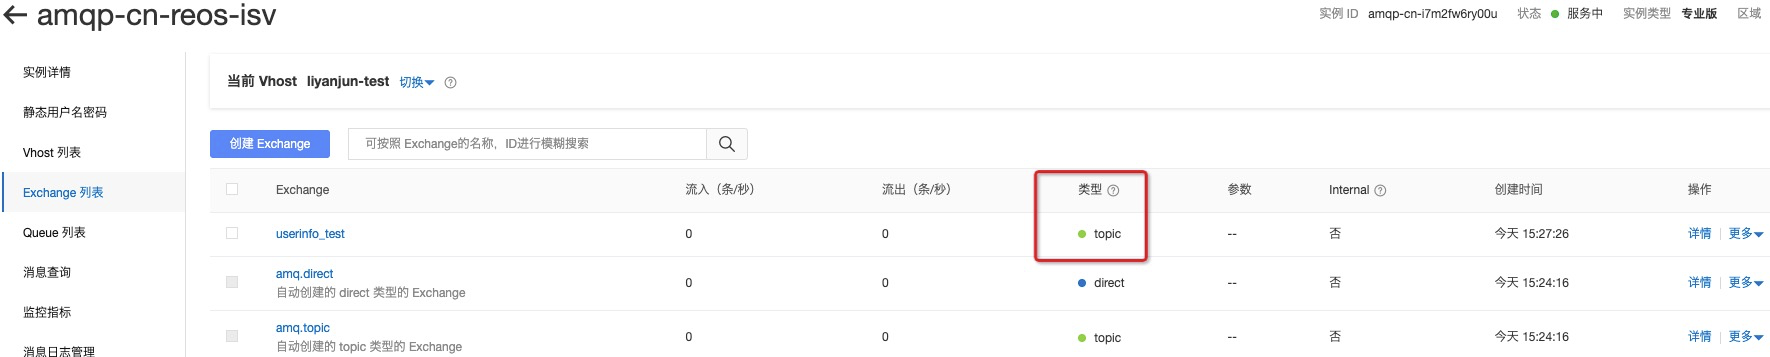 amqp-cn-reos-isv
实例 ID amqp-cn-i7m2fw6ry00u 状态 服务中 实例类型 专业版 区域
实例详情
静态用户名密码
Vhost 列表
Exchange 列表
Queue 列表
消息查询
监控指标
消息日志管理
当前 Vhost liyanjun-test 切换
创建 Exchange 可按照 Exchange的名称，ID进行模糊搜索
Exchange 流入（条/秒） 流出（条/秒） 类型 参数 Internal 创建时间 操作
userinfo_test 0 0 topic -- 否 今天 15:27:26 详情 更多
amq.direct 0 0 direct -- 否 今天 15:24:16 详情 更多
自动创建的 direct 类型的 Exchange
amq.topic 0 0 topic -- 否 今天 15:24:16 详情 更多
自动创建的 topic 类型的 Exchange